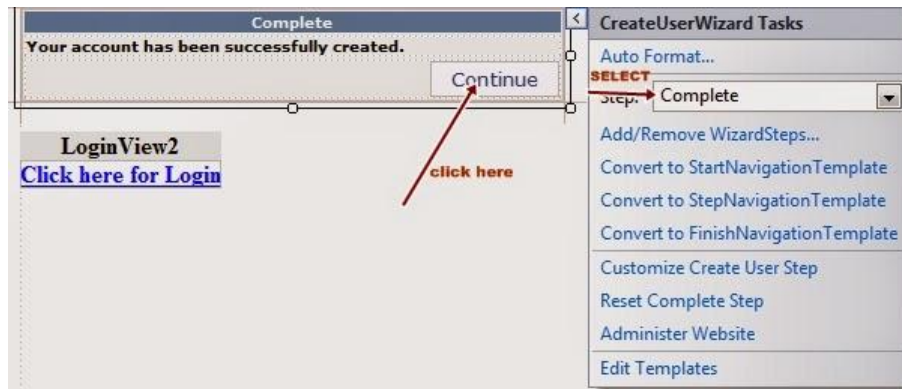 Complete
Your account has been successfully created.
Continue
LoginView2
Click here for Login
click here
CreateUserWizard Tasks
Auto Format...
SELECT
Step: Complete
Add/Remove WizardSteps...
Convert to StartNavigationTemplate
Convert to StepNavigationTemplate
Convert to FinishNavigationTemplate
Customize Create User Step
Reset Complete Step
Administer Website
Edit Templates